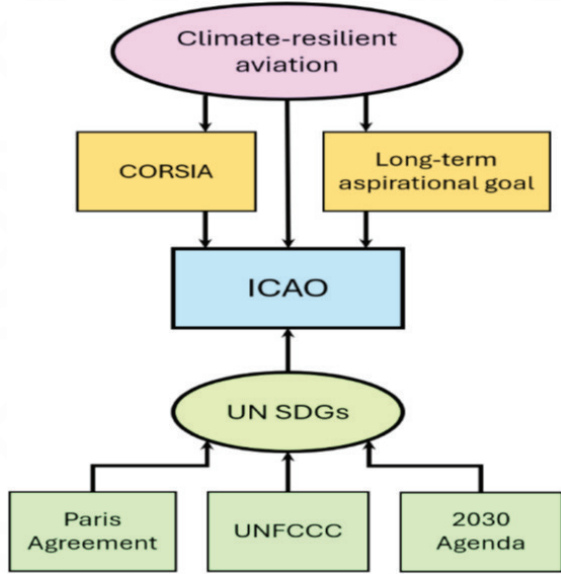 Climate-resilient
aviation
CORSIA
Long-term
aspirational goal
ICAO
UN SDGs
Paris
Agreement
UNFCCC
2030
Agenda